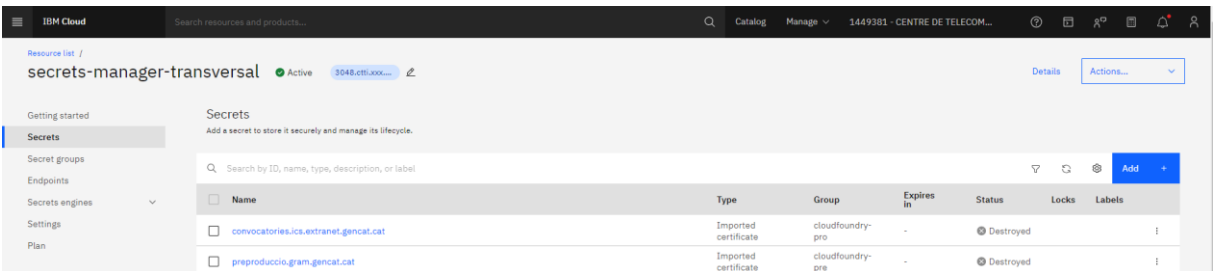 IBM Cloud
Search resources and products...
Catalog
Manage
1449381 - CENTRE DE TELECOM...
Resource list /
secrets-manager-transversal
Active
3048.ctti.xxx....
Details
Actions...
Getting started
Secrets
Secret groups
Endpoints
Secrets engines
Settings
Plan
Secrets
Add a secret to store it securely and manage its lifecycle.
Search by ID, name, type, description, or label
Add +
Name Type Group Expires in Status Locks Labels
convocatories.ics.extranet.gencat.cat Imported certificate cloudfoundry-pro - Destroyed
preproduccio.gram.gencat.cat Imported certificate cloudfoundry-pre - Destroyed